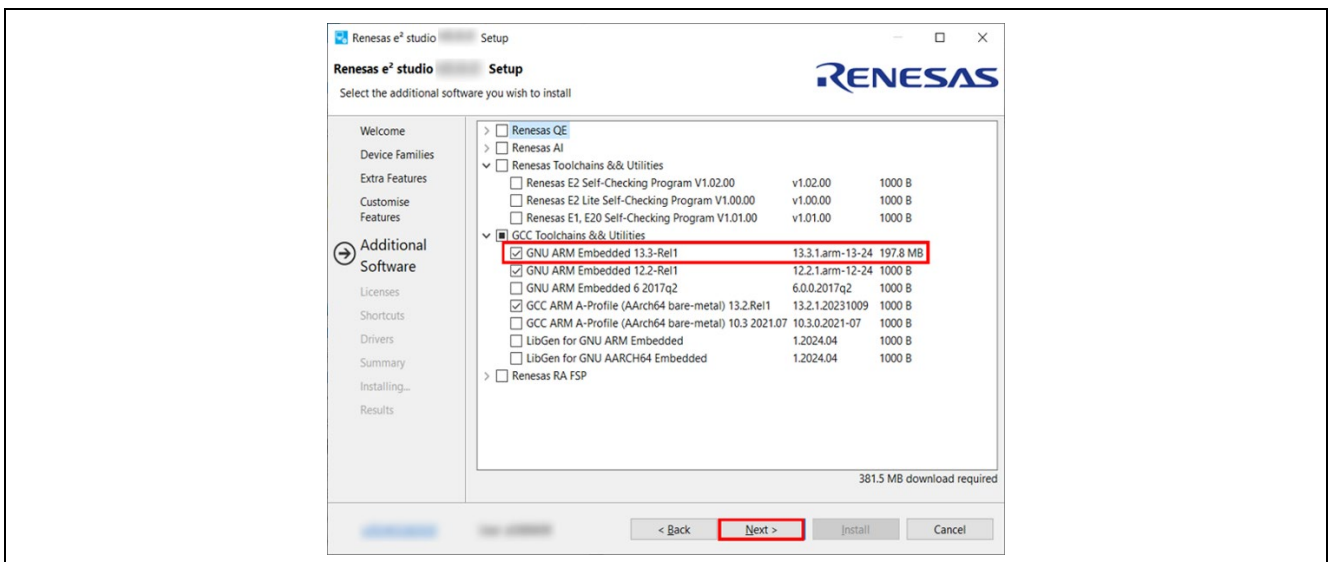 Renesas e² studio Setup
Renesas e² studio Setup
RENESAS
Select the additional software you wish to install
Welcome
Device Families
Extra Features
Customise
Features
Additional
Software
Licenses
Shortcuts
Drivers
Summary
Installing...
Results
Renesas QE
Renesas AI
Renesas Toolchains && Utilities
Renesas E2 Self-Checking Program V1.02.00 v1.02.00 1000 B
Renesas E2 Lite Self-Checking Program V1.00.00 v1.00.00 1000 B
Renesas E1, E20 Self-Checking Program V1.01.00 v1.01.00 1000 B
GCC Toolchains && Utilities
GNU ARM Embedded 13.3-Rel1 13.3.1.arm-13-24 197.8 MB
GNU ARM Embedded 12.2-Rel1 12.2.1.arm-12-24 1000 B
GNU ARM Embedded 6 2017q2 6.0.0.2017q2 1000 B
GCC ARM A-Profile (AArch64 bare-metal) 13.2.Rel1 13.2.1.20231009 1000 B
GCC ARM A-Profile (AArch64 bare-metal) 10.3 2021.07 10.3.0.2021-07 1000 B
LibGen for GNU ARM Embedded 1.2024.04 1000 B
LibGen for GNU AARCH64 Embedded 1.2024.04 1000 B
Renesas RA FSP
381.5 MB download required
< Back Next > Install Cancel